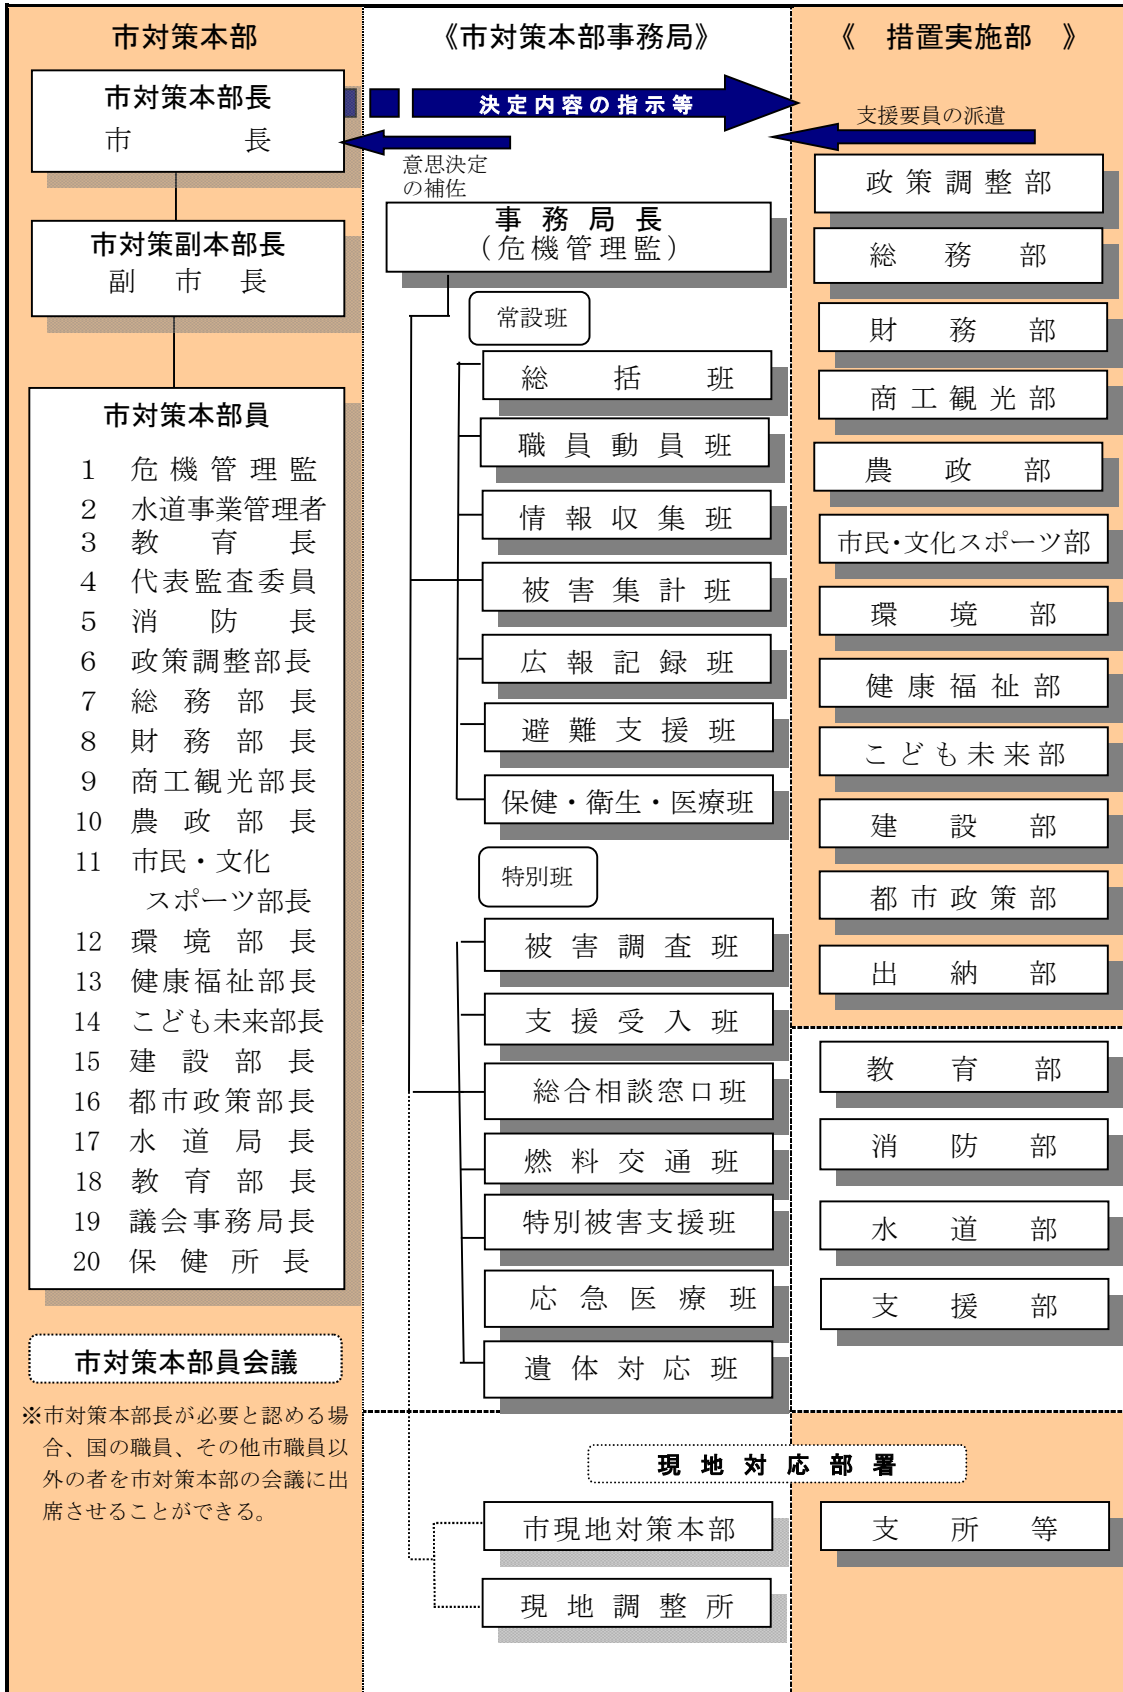 市対策本部
市対策本部長
市　　　長
市対策副本部長
副　市　長
市対策本部員
1　危機管理監
2　水道事業管理者
3　教　育　長
4　代表監査委員
5　消　防　長
6　政策調整部長
7　総務部長
8　財務部長
9　商工観光部長
10　農政部長
11　市民・文化
スポーツ部長
12　環境部長
13　健康福祉部長
14　こども未来部長
15　建設部長
16　都市政策部長
17　水道局長
18　教育部長
19　議会事務局長
20　保健所長
市対策本部員会議
※市対策本部長が必要と認める場
合、国の職員、その他市職員以
外の者を市対策本部の会議に出
席させることができる。
《市対策本部事務局》
決定内容の指示等
意思決定
の補佐
事務局長
（危機管理監）
常設班
総括班
職員動員班
情報収集班
被害集計班
広報記録班
避難支援班
保健・衛生・医療班
特別班
被害調査班
支援受入班
総合相談窓口班
燃料交通班
特別被害支援班
応急医療班
遺体対応班
《　措置実施部　》
支援要員の派遣
政策調整部
総務部
財務部
商工観光部
農政部
市民・文化スポーツ部
環境部
健康福祉部
こども未来部
建設部
都市政策部
出納部
教育部
消防部
水道部
支援部
現地対応部署
市現地対策本部
現地調整所
支所等